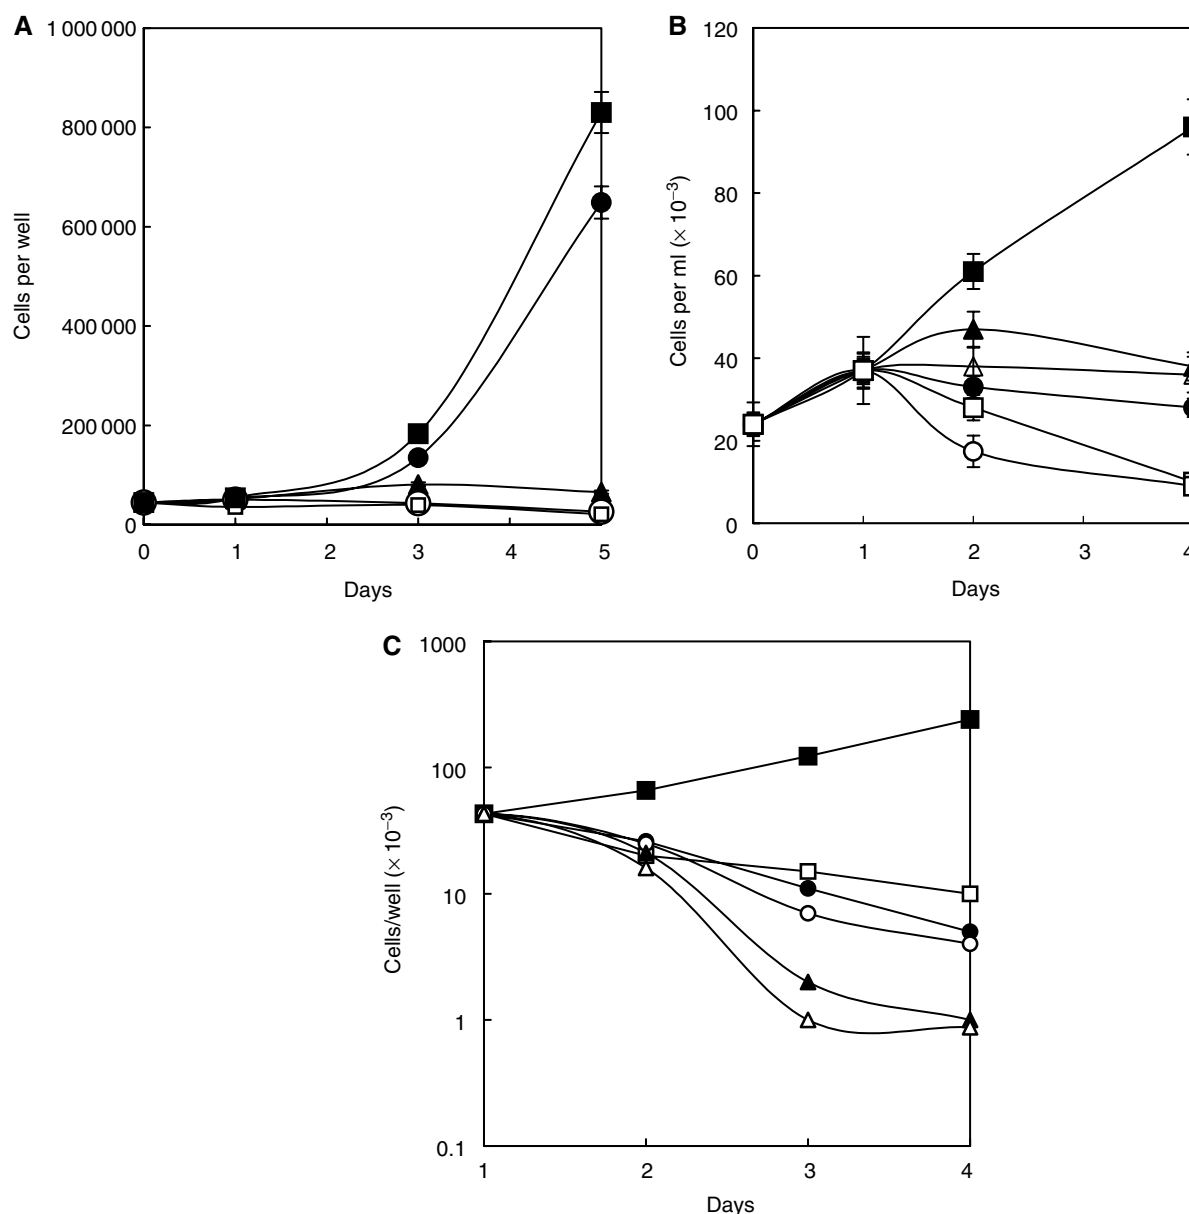 A
1 000 000
800 000
600 000
400 000
200 000
0
Cells per well
0 1 2 3 4 5
Days
B
120
100
80
60
40
20
0
Cells per ml (× 10⁻³)
0 1 2 3 4
Days
C
1000
100
10
1
0.1
Cells/well (× 10⁻³)
1 2 3 4
Days